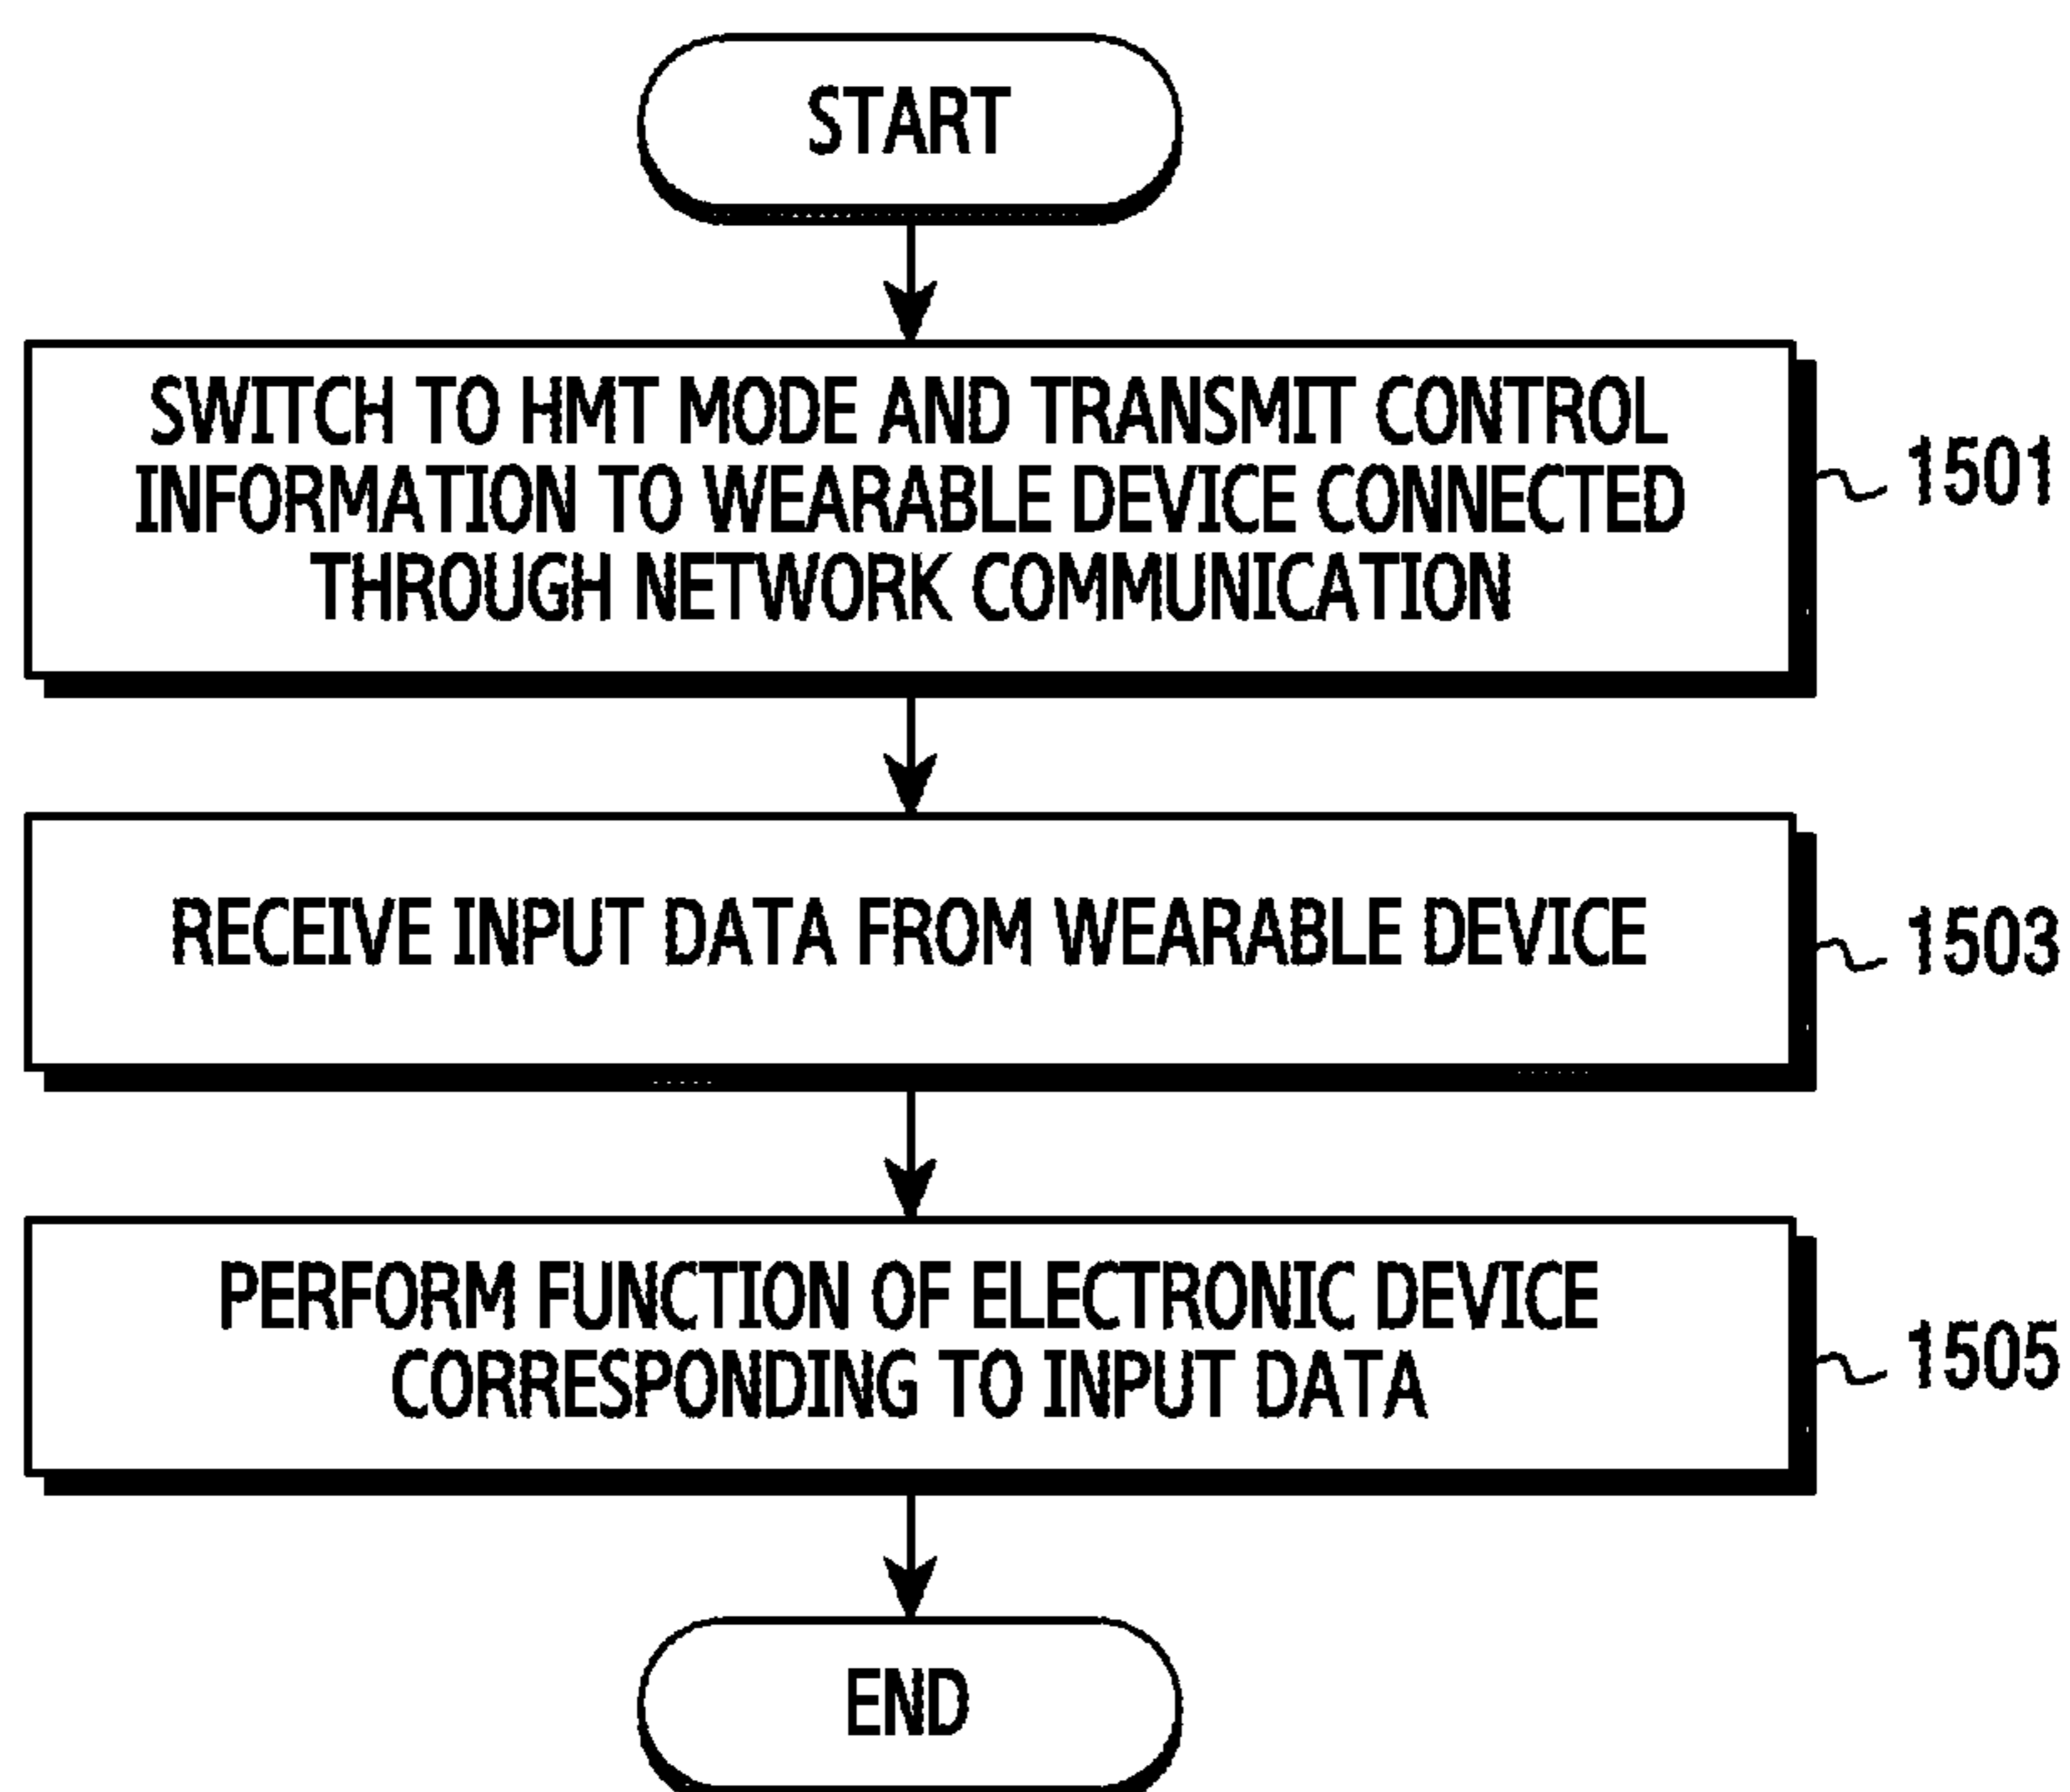 START
SWITCH TO HMT MODE AND TRANSMIT CONTROL
INFORMATION TO WEARABLE DEVICE CONNECTED
THROUGH NETWORK COMMUNICATION
1501
RECEIVE INPUT DATA FROM WEARABLE DEVICE
1503
PERFORM FUNCTION OF ELECTRONIC DEVICE
CORRESPONDING TO INPUT DATA
1505
END